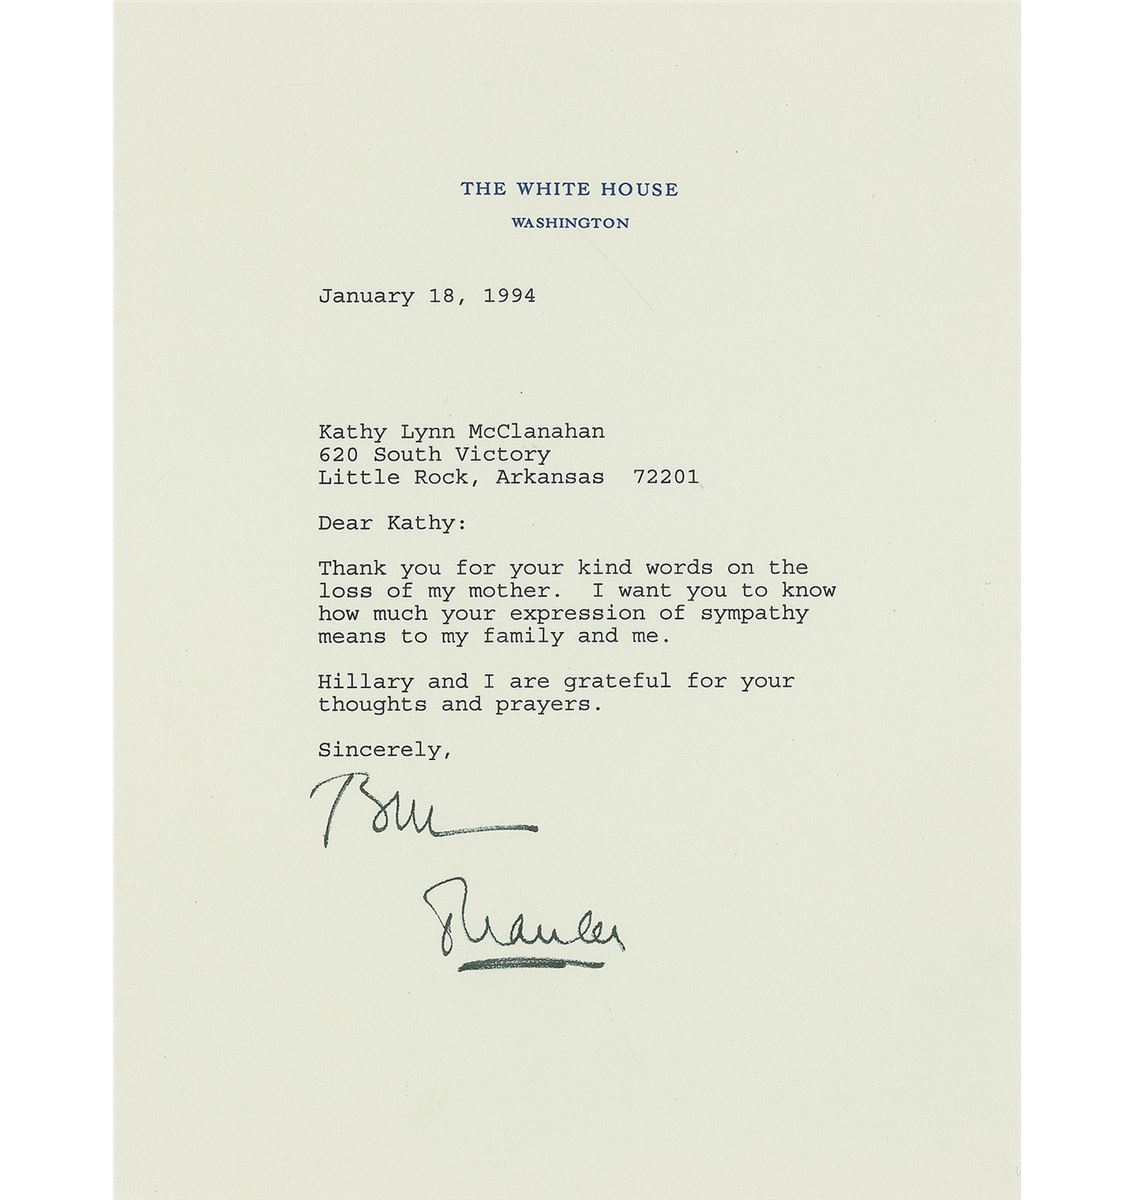 THE WHITE HOUSE
WASHINGTON
January 18, 1994
Kathy Lynn McClanahan
620 South Victory
Little Rock, Arkansas  72201
Dear Kathy:
Thank you for your kind words on the
loss of my mother.  I want you to know
how much your expression of sympathy
means to my family and me.
Hillary and I are grateful for your
thoughts and prayers.
Sincerely,
Bill
Thanks